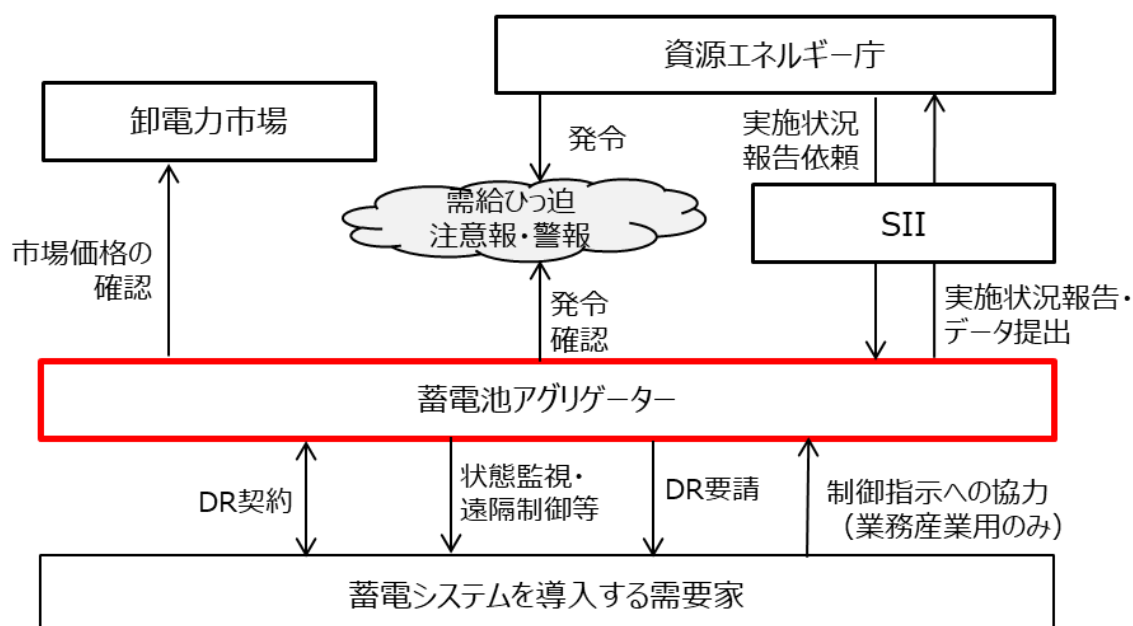 資源エネルギー庁
卸電力市場
発令
実施状況
報告依頼
需給ひっ迫
注意報・警報
SII
市場価格の
確認
発令
確認
実施状況報告・
データ提出
蓄電池アグリゲーター
DR契約
状態監視・
遠隔制御等
DR要請
制御指示への協力
（業務産業用のみ）
蓄電システムを導入する需要家